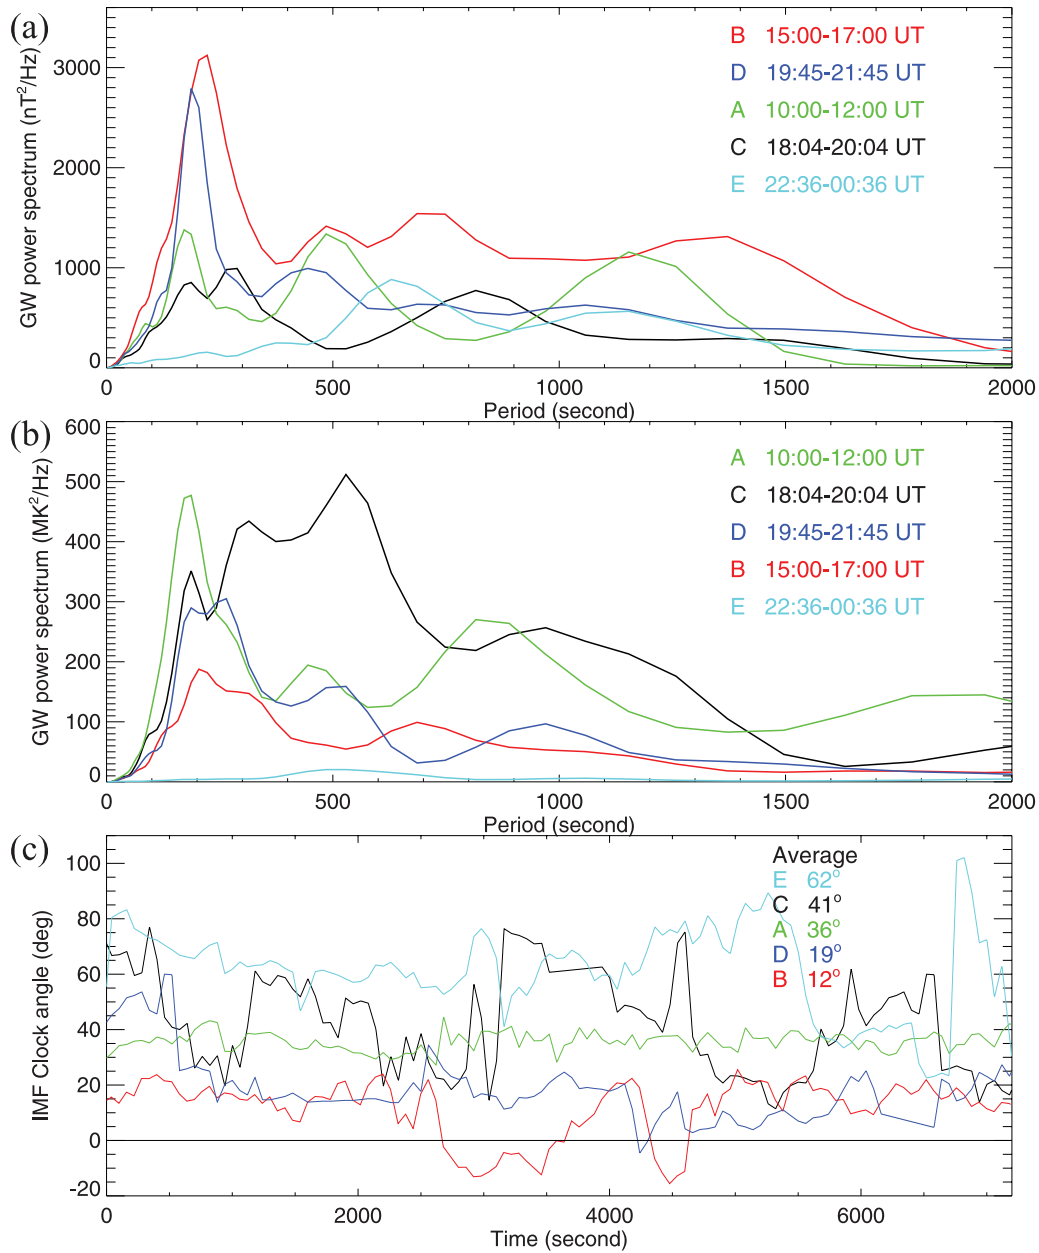 (a)
GW power spectrum (nT²/Hz)
3000
2000
1000
0
B 15:00-17:00 UT
D 19:45-21:45 UT
A 10:00-12:00 UT
C 18:04-20:04 UT
E 22:36-00:36 UT
0 500 1000 1500 2000
Period (second)
(b)
GW power spectrum (MK²/Hz)
600
500
400
300
200
100
0
A 10:00-12:00 UT
C 18:04-20:04 UT
D 19:45-21:45 UT
B 15:00-17:00 UT
E 22:36-00:36 UT
0 500 1000 1500 2000
Period (second)
(c)
IMF Clock angle (deg)
100
80
60
40
20
0
-20
Average
E 62°
C 41°
A 36°
D 19°
B 12°
0 2000 4000 6000
Time (second)